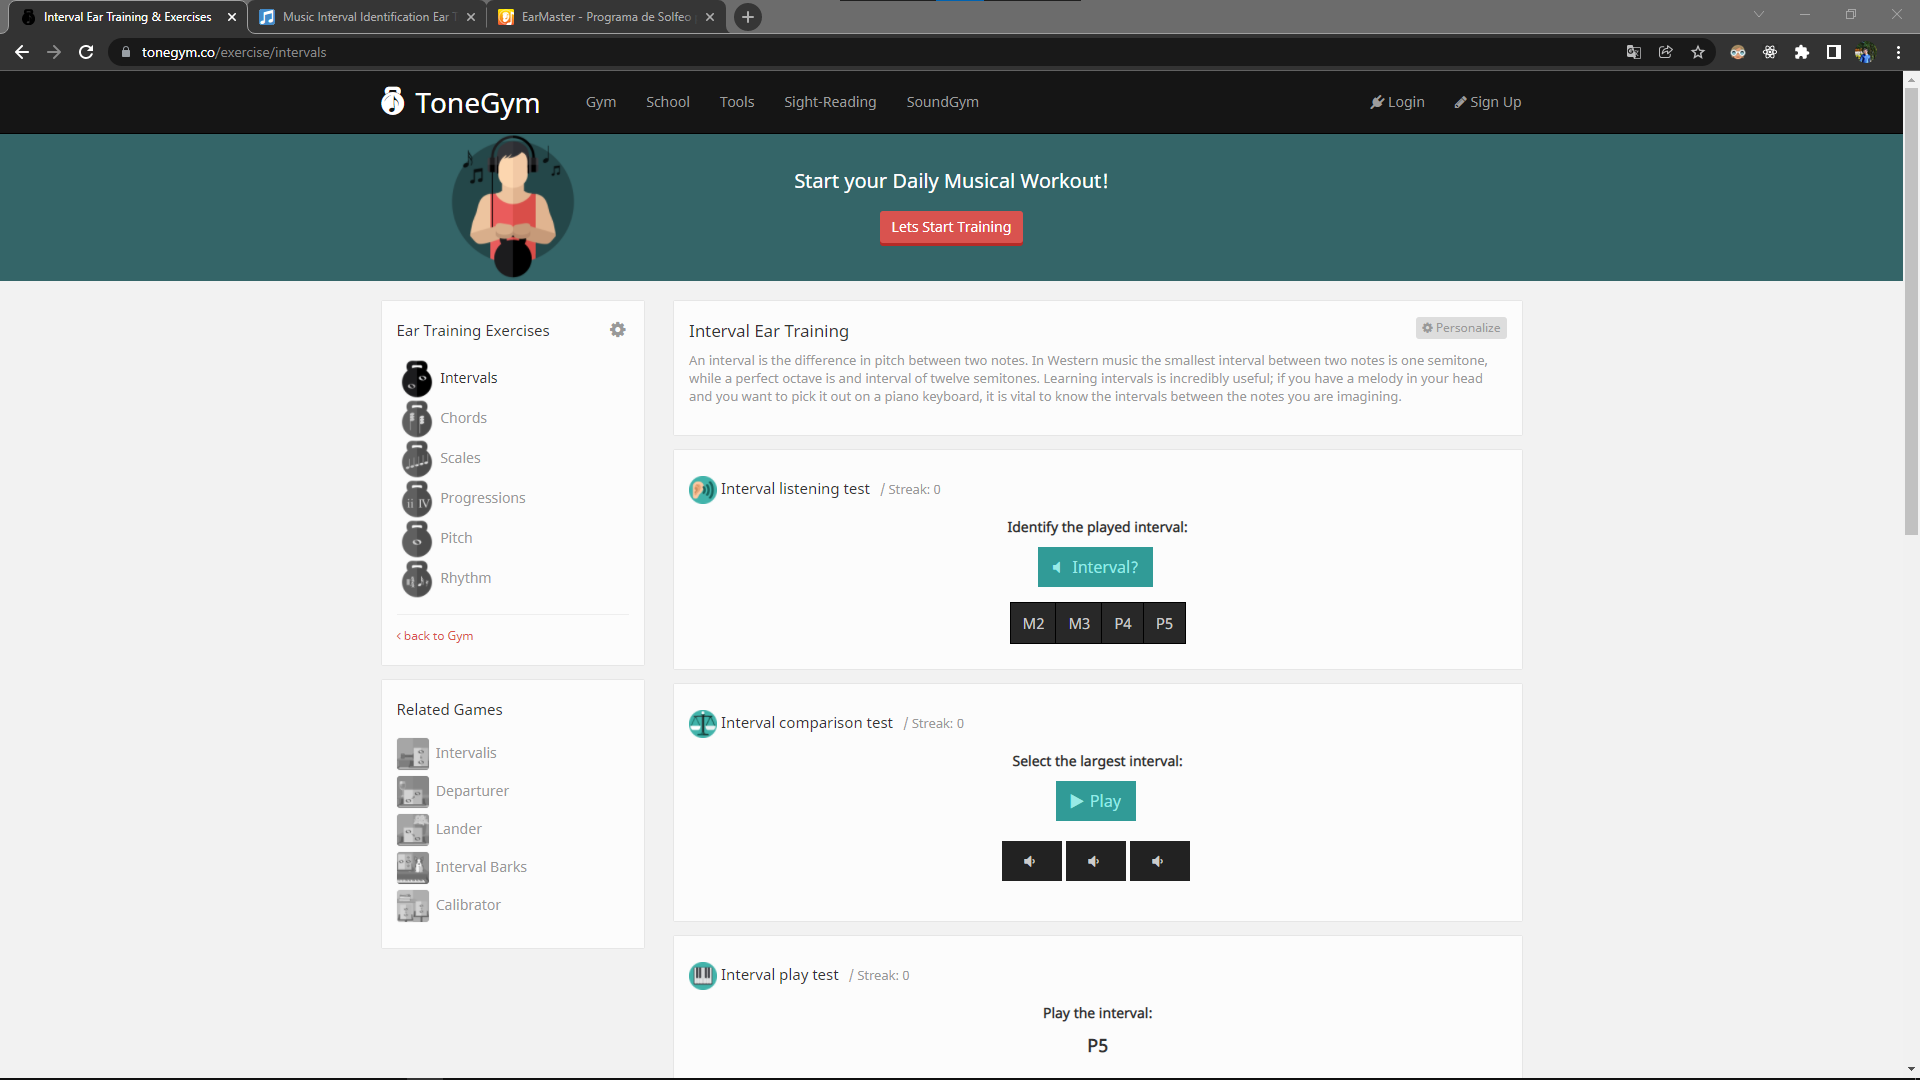 Interval Ear Training & Exercises
Music Interval Identification Ear T
EarMaster - Programa de Solfeo
tonegym.co/exercise/intervals
ToneGym
Gym
School
Tools
Sight-Reading
SoundGym
Login
Sign Up
Start your Daily Musical Workout!
Lets Start Training
Ear Training Exercises
Intervals
Chords
Scales
ii IV
Progressions
Pitch
Rhythm
‹ back to Gym
Related Games
Intervalis
Departurer
Lander
Interval Barks
Calibrator
Interval Ear Training
Personalize
An interval is the difference in pitch between two notes. In Western music the smallest interval between two notes is one semitone,
while a perfect octave is and interval of twelve semitones. Learning intervals is incredibly useful; if you have a melody in your head
and you want to pick it out on a piano keyboard, it is vital to know the intervals between the notes you are imagining.
Interval listening test / Streak: 0
Identify the played interval:
Interval?
M2 M3 P4 P5
Interval comparison test / Streak: 0
Select the largest interval:
Play
Interval play test / Streak: 0
Play the interval:
P5